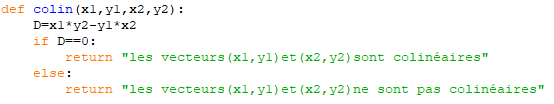 def colin(x1,y1,x2,y2):
    D=x1*y2-y1*x2
    if D==0:
        return "les vecteurs(x1,y1)et(x2,y2)sont colinéaires"
    else:
        return "les vecteurs(x1,y1)et(x2,y2)ne sont pas colinéaires"